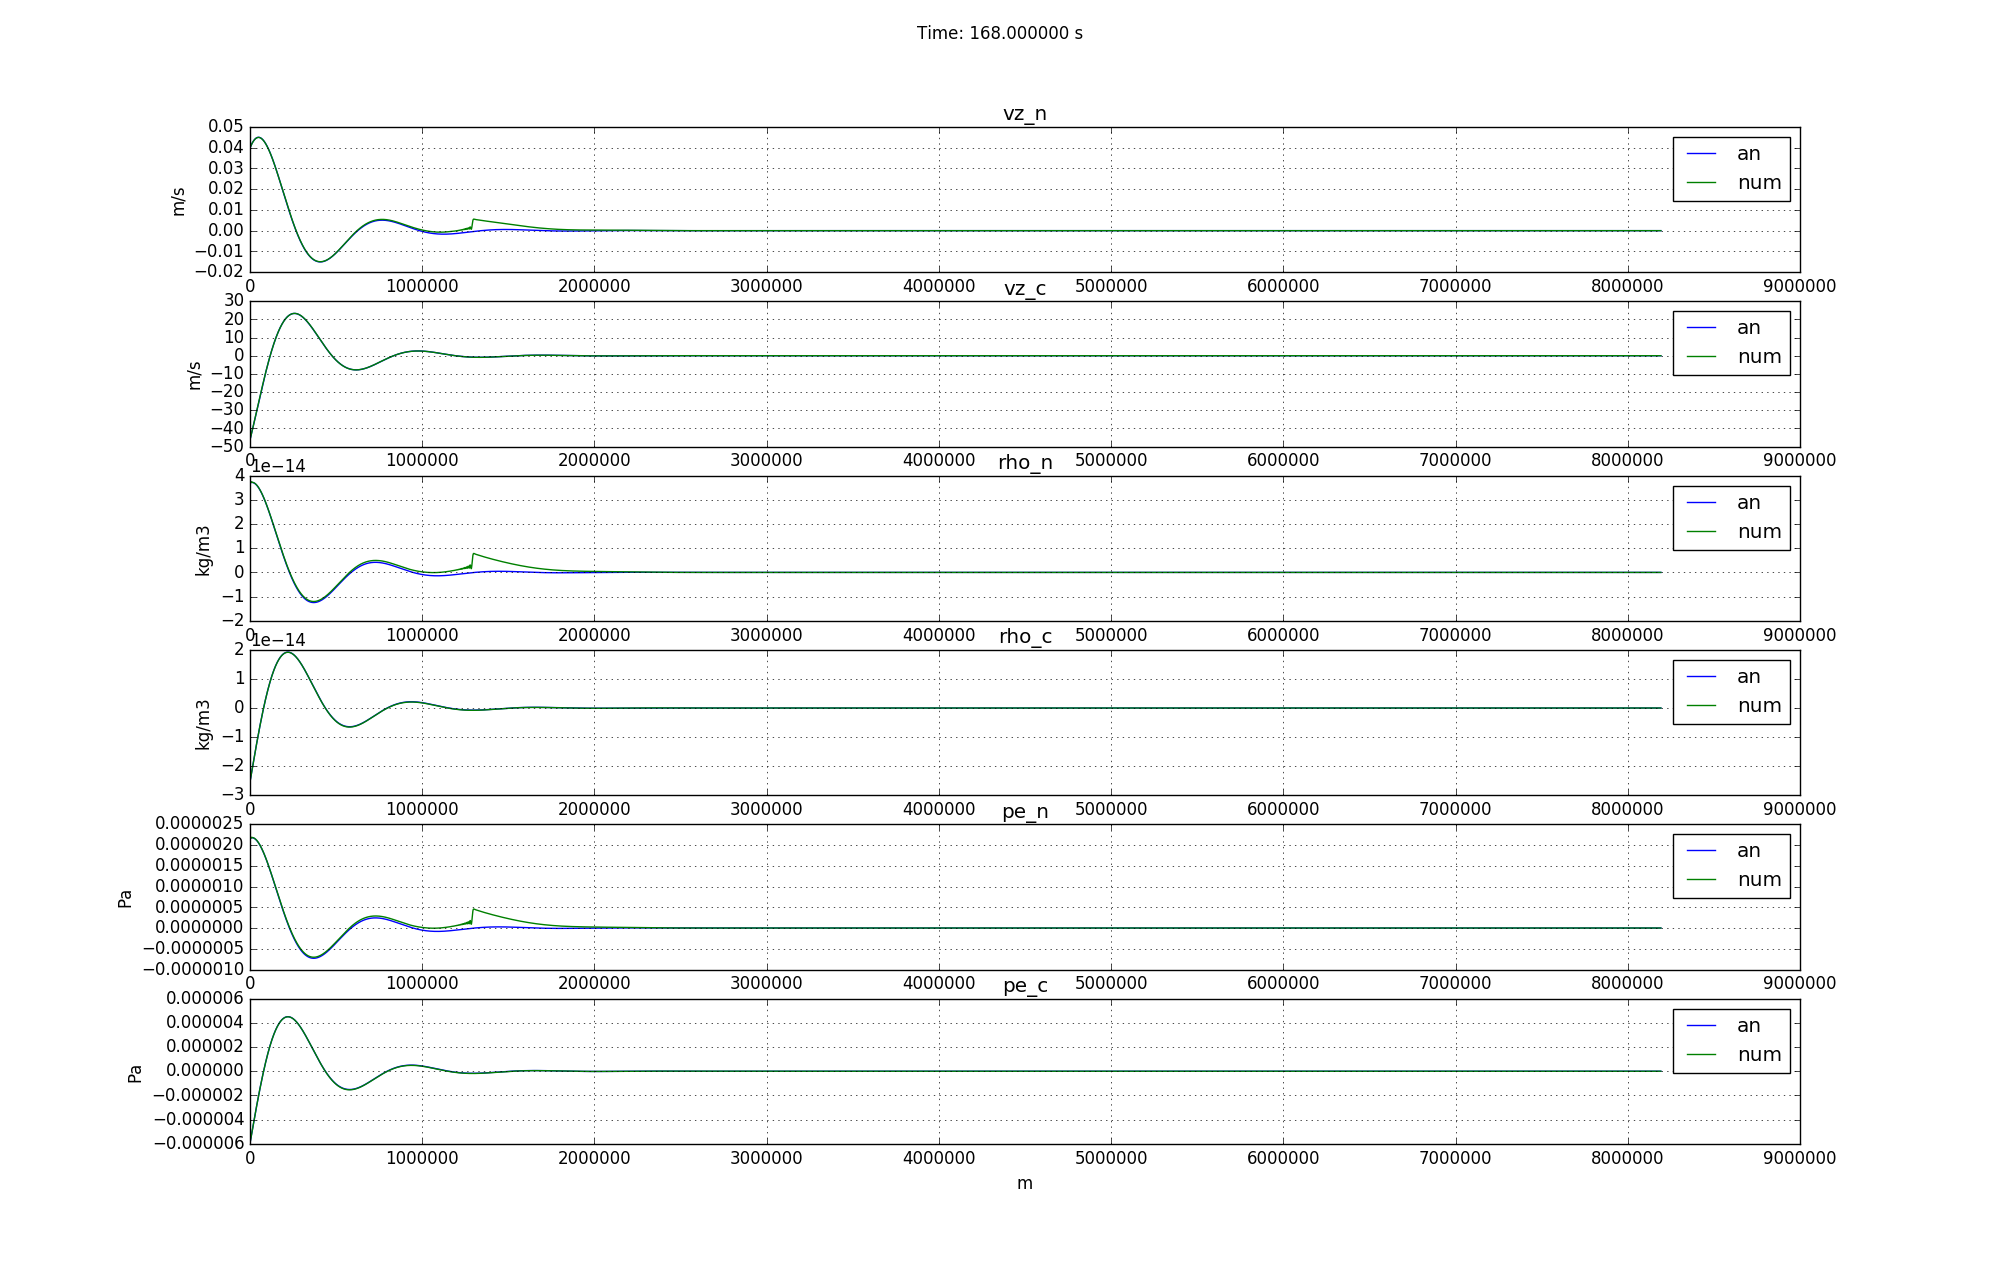 Time: 168.000000 s
vz_n
0.05
0.04
0.03
0.02
0.01
0.00
−0.01
−0.02
m/s
an
num
0 1000000 2000000 3000000 4000000 5000000 6000000 7000000 8000000 9000000
vz_c
30
20
10
0
−10
−20
−30
−40
−50
m/s
an
num
0 1000000 2000000 3000000 4000000 5000000 6000000 7000000 8000000 9000000
1e−14
rho_n
4
3
2
1
0
−1
−2
kg/m3
an
num
0 1000000 2000000 3000000 4000000 5000000 6000000 7000000 8000000 9000000
1e−14
rho_c
2
1
0
−1
−2
−3
kg/m3
an
num
0 1000000 2000000 3000000 4000000 5000000 6000000 7000000 8000000 9000000
pe_n
0.0000025
0.0000020
0.0000015
0.0000010
0.0000005
0.0000000
−0.0000005
−0.0000010
Pa
an
num
0 1000000 2000000 3000000 4000000 5000000 6000000 7000000 8000000 9000000
pe_c
0.000006
0.000004
0.000002
0.000000
−0.000002
−0.000004
−0.000006
Pa
an
num
0 1000000 2000000 3000000 4000000 5000000 6000000 7000000 8000000 9000000
m